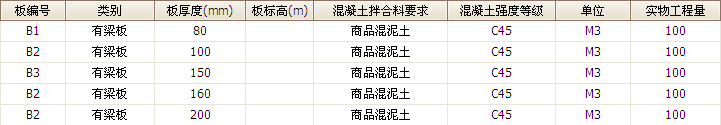 板编号 类别 板厚度(mm) 板标高(m) 混凝土拌合料要求 混凝土强度等级 单位 实物工程量
B1 有梁板 80 商品混泥土 C45 M3 100
B2 有梁板 100 商品混泥土 C45 M3 100
B3 有梁板 150 商品混泥土 C45 M3 100
B2 有梁板 160 商品混泥土 C45 M3 100
B2 有梁板 200 商品混泥土 C45 M3 100